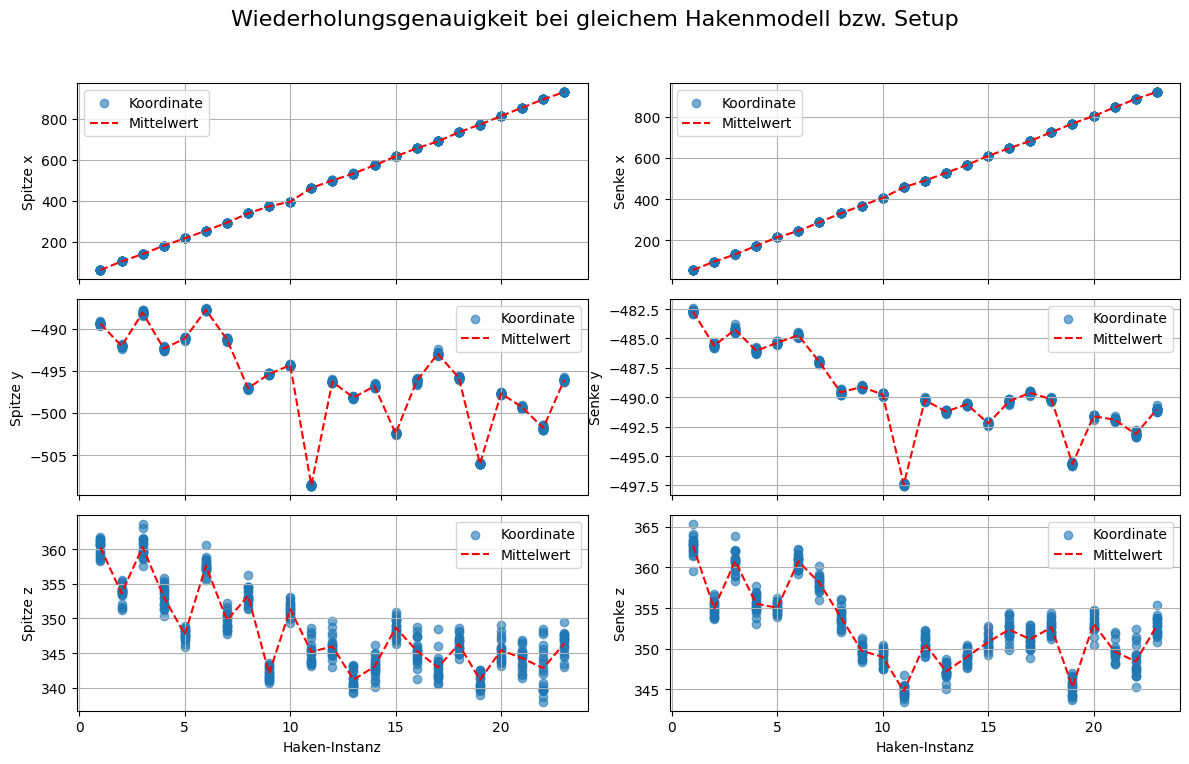 Wiederholungsgenauigkeit bei gleichem Hakenmodell bzw. Setup
Spitze x
800
600
400
200
Koordinate
Mittelwert
Senke x
800
600
400
200
Koordinate
Mittelwert
Spitze y
−490
−495
−500
−505
Koordinate
Mittelwert
Senke y
−482.5
−485.0
−487.5
−490.0
−492.5
−495.0
−497.5
Koordinate
Mittelwert
Spitze z
360
355
350
345
340
Koordinate
Mittelwert
0 5 10 15 20
Haken-Instanz
Senke z
365
360
355
350
345
Koordinate
Mittelwert
0 5 10 15 20
Haken-Instanz